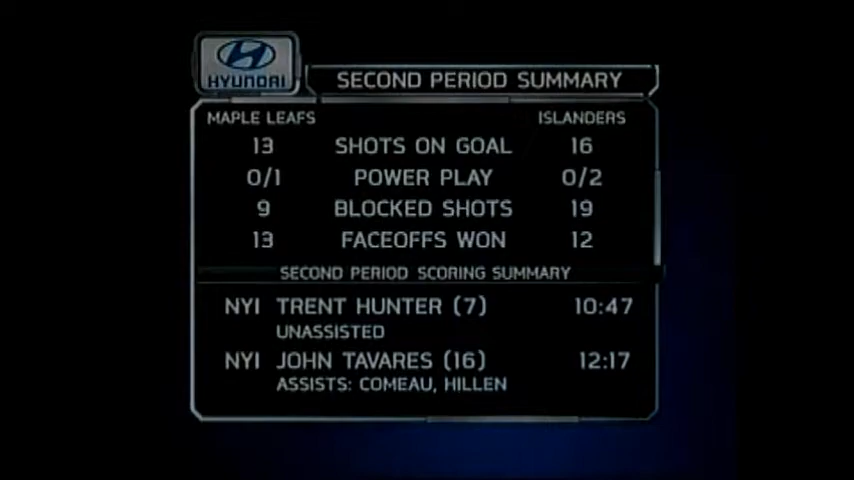 HYUNDAI
SECOND PERIOD SUMMARY
MAPLE LEAFS ISLANDERS
13 SHOTS ON GOAL 16
0/1 POWER PLAY 0/2
9 BLOCKED SHOTS 19
13 FACEOFFS WON 12
SECOND PERIOD SCORING SUMMARY
NYI TRENT HUNTER (7) 10:47
UNASSISTED
NYI JOHN TAVARES (16) 12:17
ASSISTS: COMEAU, HILLEN